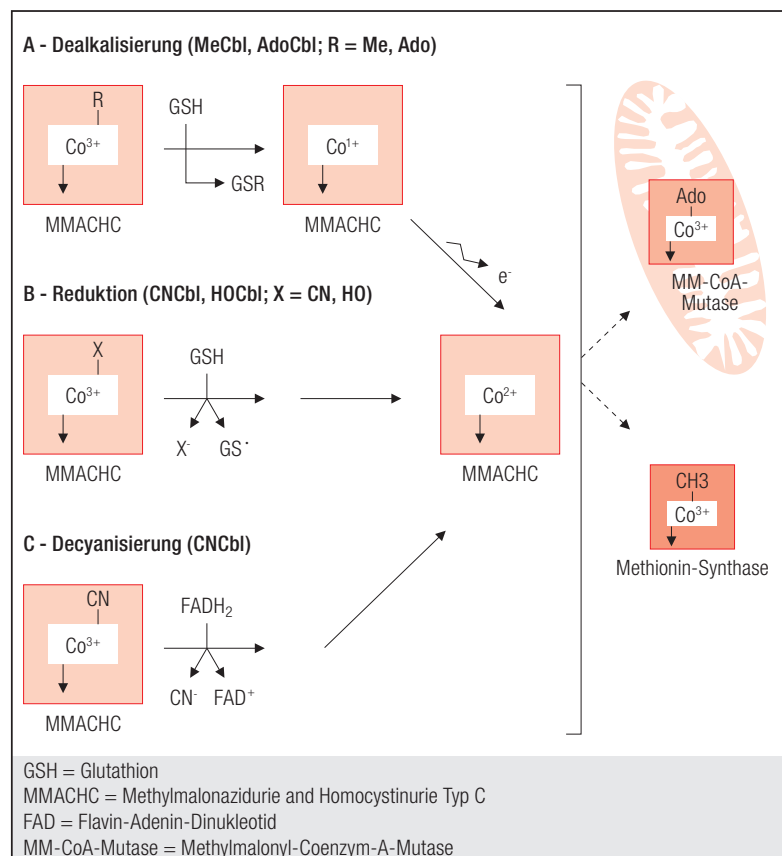 A - Dealkalisierung (MeCbl, AdoCbl; R = Me, Ado)
R
Co³⁺
MMACHC
GSH
GSR
Co¹⁺
MMACHC
e⁻
B - Reduktion (CNCbl, HOCbl; X = CN, HO)
X
Co³⁺
MMACHC
GSH
X⁻
GS·
Co²⁺
MMACHC
C - Decyanisierung (CNCbl)
CN
Co³⁺
MMACHC
FADH₂
CN⁻
FAD⁺
Ado
Co³⁺
MM-CoA-
Mutase
CH3
Co³⁺
Methionin-Synthase
GSH = Glutathion
MMACHC = Methylmalonazidurie and Homocystinurie Typ C
FAD = Flavin-Adenin-Dinukleotid
MM-CoA-Mutase = Methylmalonyl-Coenzym-A-Mutase